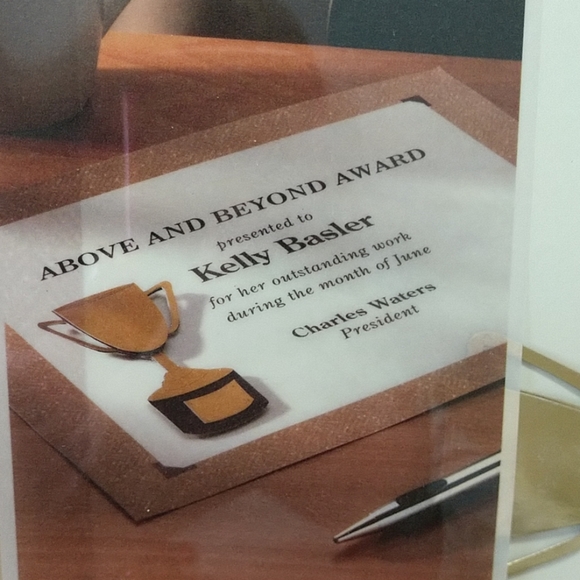 ABOVE AND BEYOND AWARD
presented to
Kelly Basler
for her outstanding work
during the month of June
Charles Waters
President